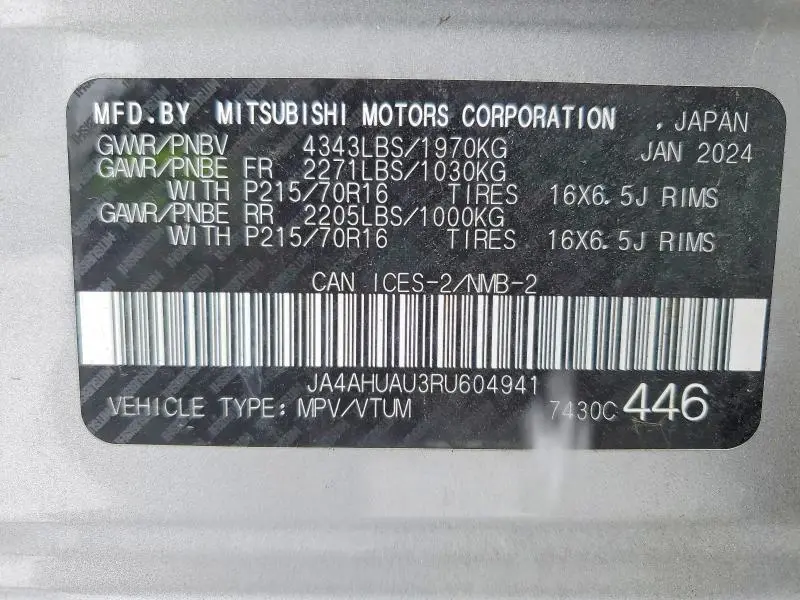 MFD.BY MITSUBISHI MOTORS CORPORATION . JAPAN
GVWR/PNBV 4343LBS/1970KG JAN 2024
GAWR/PNBE FR 2271LBS/1030KG
WITH P215/70R16 TIRES 16X6.5J RIMS
GAWR/PNBE RR 2205LBS/1000KG
WITH P215/70R16 TIRES 16X6.5J RIMS
CAN ICES-2/NMB-2
JA4AHUAU3RU604941
VEHICLE TYPE: MPV/VTUM 7430C 446